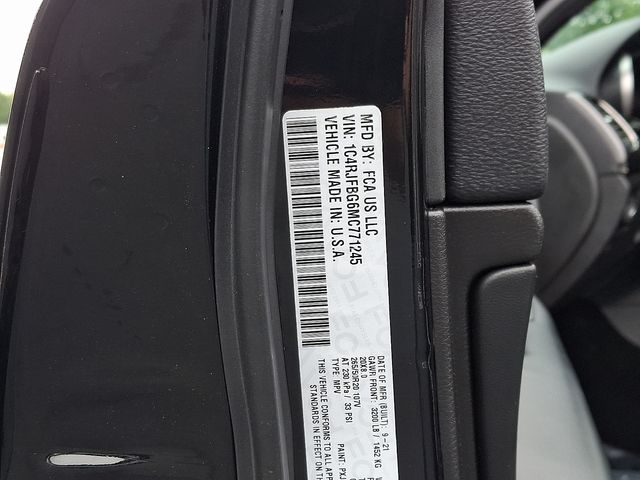 MFD BY: FCA US LLC
VIN: 1C4RJFBG6MC771245
VEHICLE MADE IN: U.S.A.
DATE OF MFR (BUILT): 9-21
GAWR FRONT: 3200 LB / 1452 KG
20X8.0
265/50R20 107V
AT 230 kPa / 33 PSI
TYPE: MPV PAINT: PXJ
THIS VEHICLE CONFORMS TO ALL
STANDARDS IN EFFECT ON